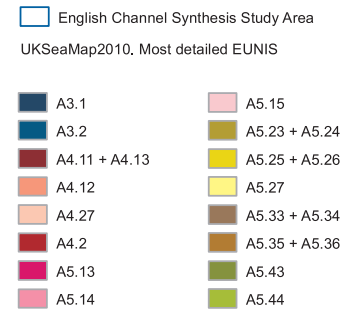 English Channel Synthesis Study Area
UKSeaMap2010. Most detailed EUNIS
A3.1
A3.2
A4.11 + A4.13
A4.12
A4.27
A4.2
A5.13
A5.14
A5.15
A5.23 + A5.24
A5.25 + A5.26
A5.27
A5.33 + A5.34
A5.35 + A5.36
A5.43
A5.44